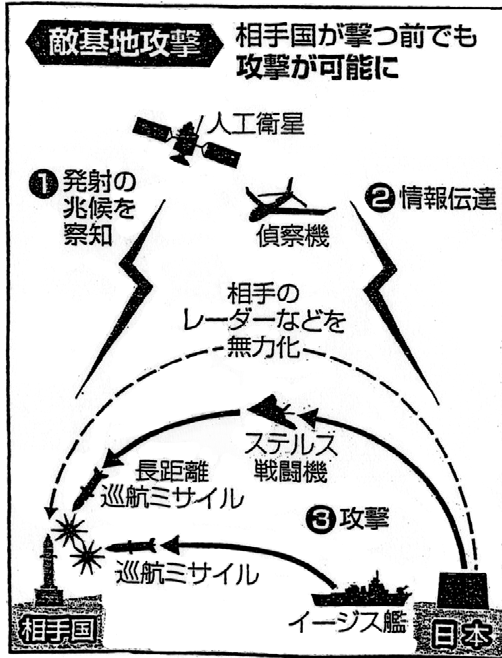 敵基地攻撃
相手国が撃つ前でも
攻撃が可能に
人工衛星
❶発射の
兆候を
察知
偵察機
❷情報伝達
相手の
レーダーなどを
無力化
ステルス
戦闘機
長距離
巡航ミサイル
❸攻撃
巡航ミサイル
イージス艦
相手国
日本